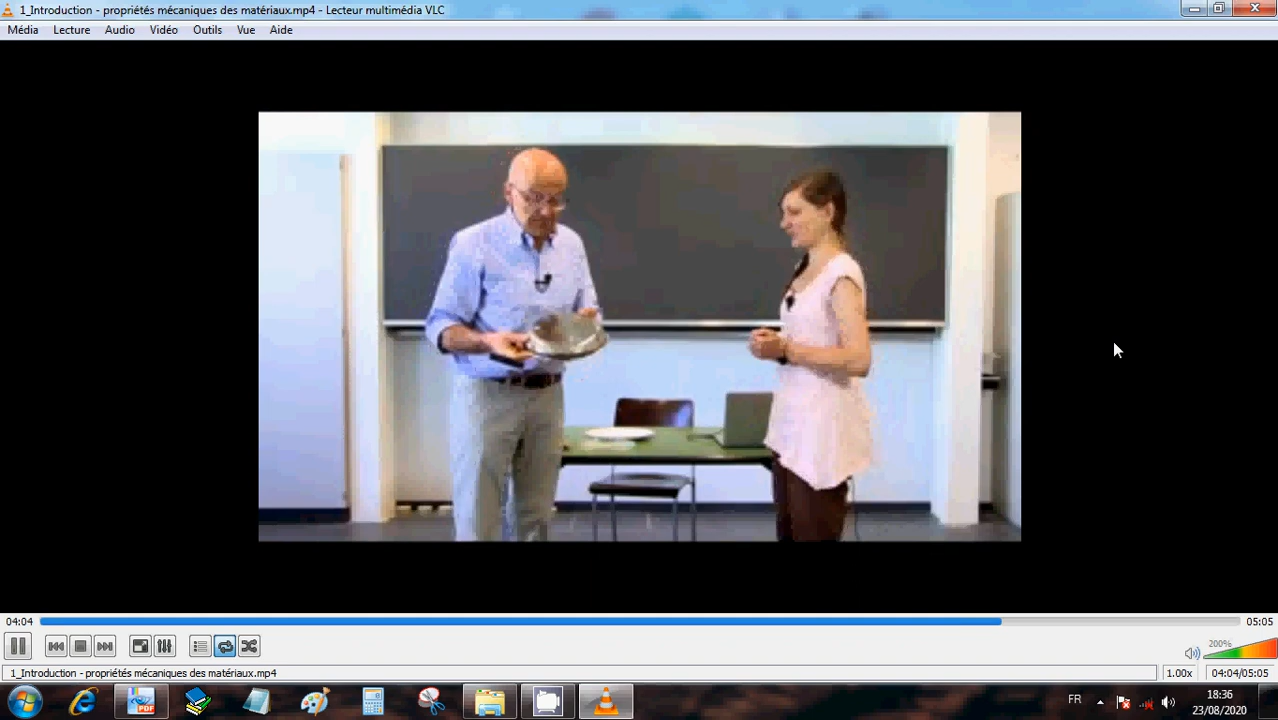 1_Introduction - propriétés mécaniques des matériaux.mp4 - Lecteur multimédia VLC
Média Lecture Audio Vidéo Outils Vue Aide
04:04 05:05
200%
1_Introduction - propriétés mécaniques des matériaux.mp4 1.00x 04:04/05:05
PDF
FR 18:36
23/08/2020